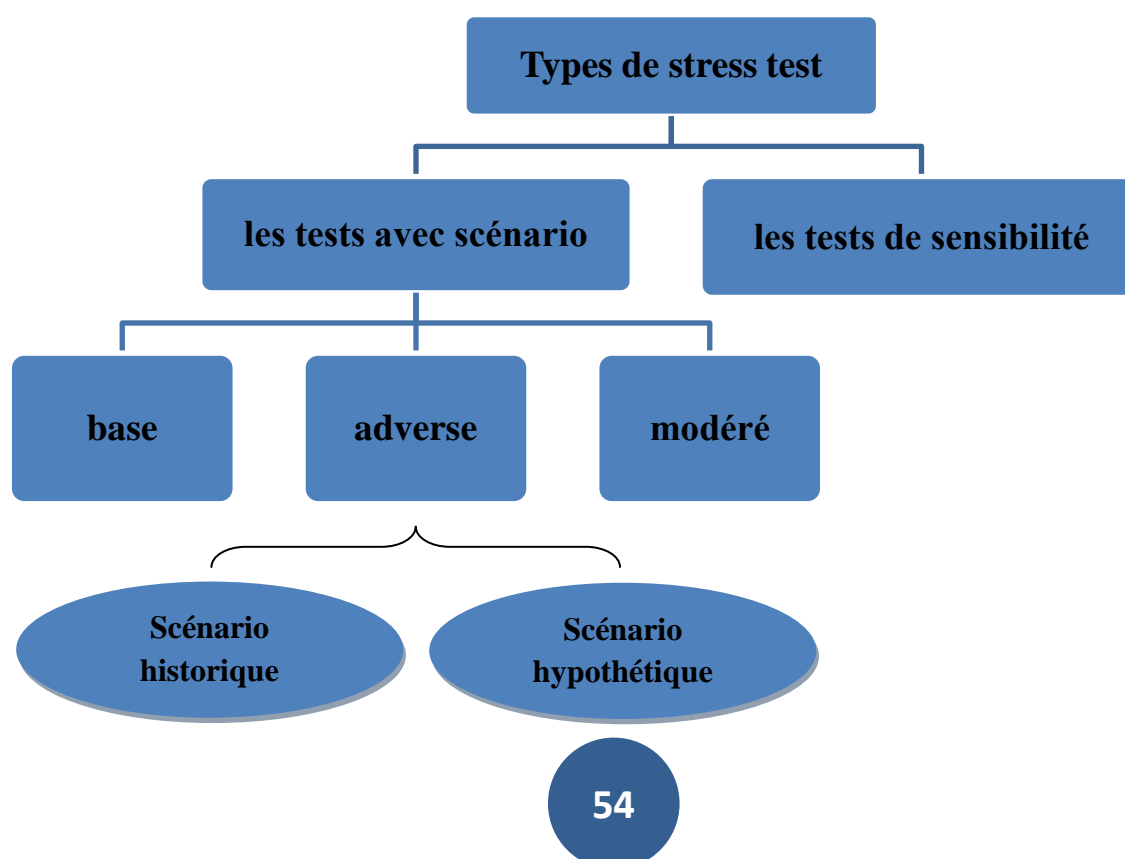 Types de stress test
les tests avec scénario
les tests de sensibilité
base
adverse
modéré
Scénario
historique
Scénario
hypothétique
54